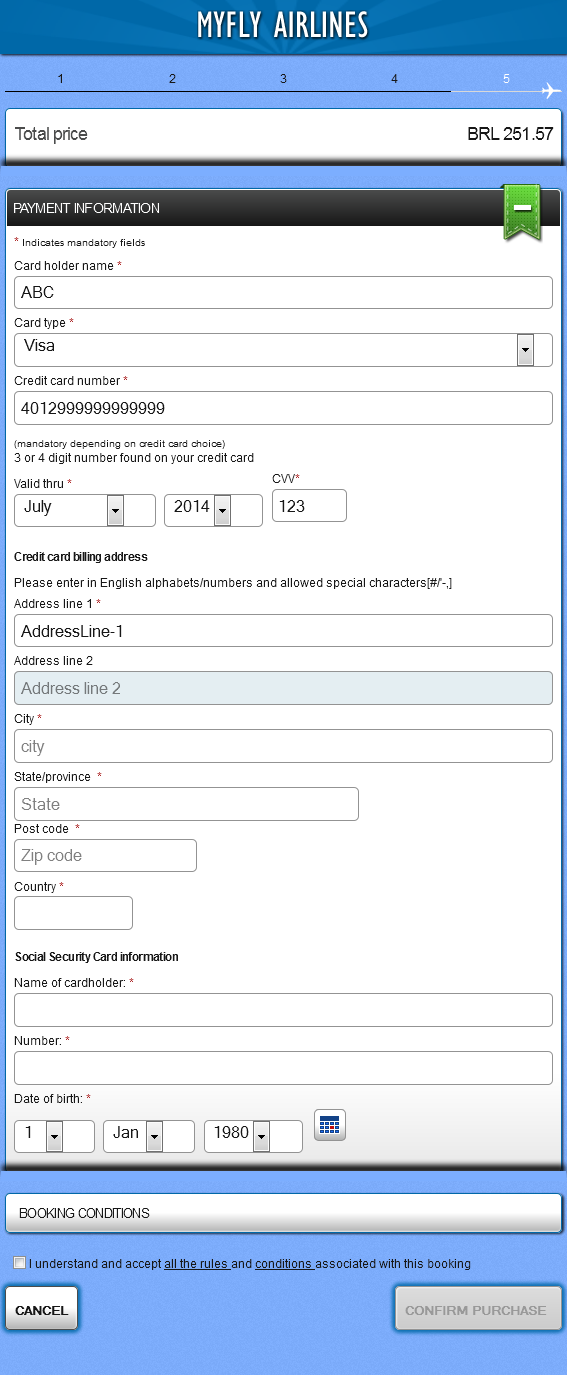 MYFLY AIRLINES
1 2 3 4 5
Total price BRL 251.57
PAYMENT INFORMATION
* Indicates mandatory fields
Card holder name *
ABC
Card type *
Visa
Credit card number *
4012999999999999
(mandatory depending on credit card choice)
3 or 4 digit number found on your credit card
Valid thru * CVV*
July 2014 123
Credit card billing address
Please enter in English alphabets/numbers and allowed special characters[#/'-,]
Address line 1 *
AddressLine-1
Address line 2
Address line 2
City *
city
State/province *
State
Post code *
Zip code
Country *
Social Security Card information
Name of cardholder: *
Number: *
Date of birth: *
1 Jan 1980
BOOKING CONDITIONS
I understand and accept all the rules and conditions associated with this booking
CANCEL CONFIRM PURCHASE